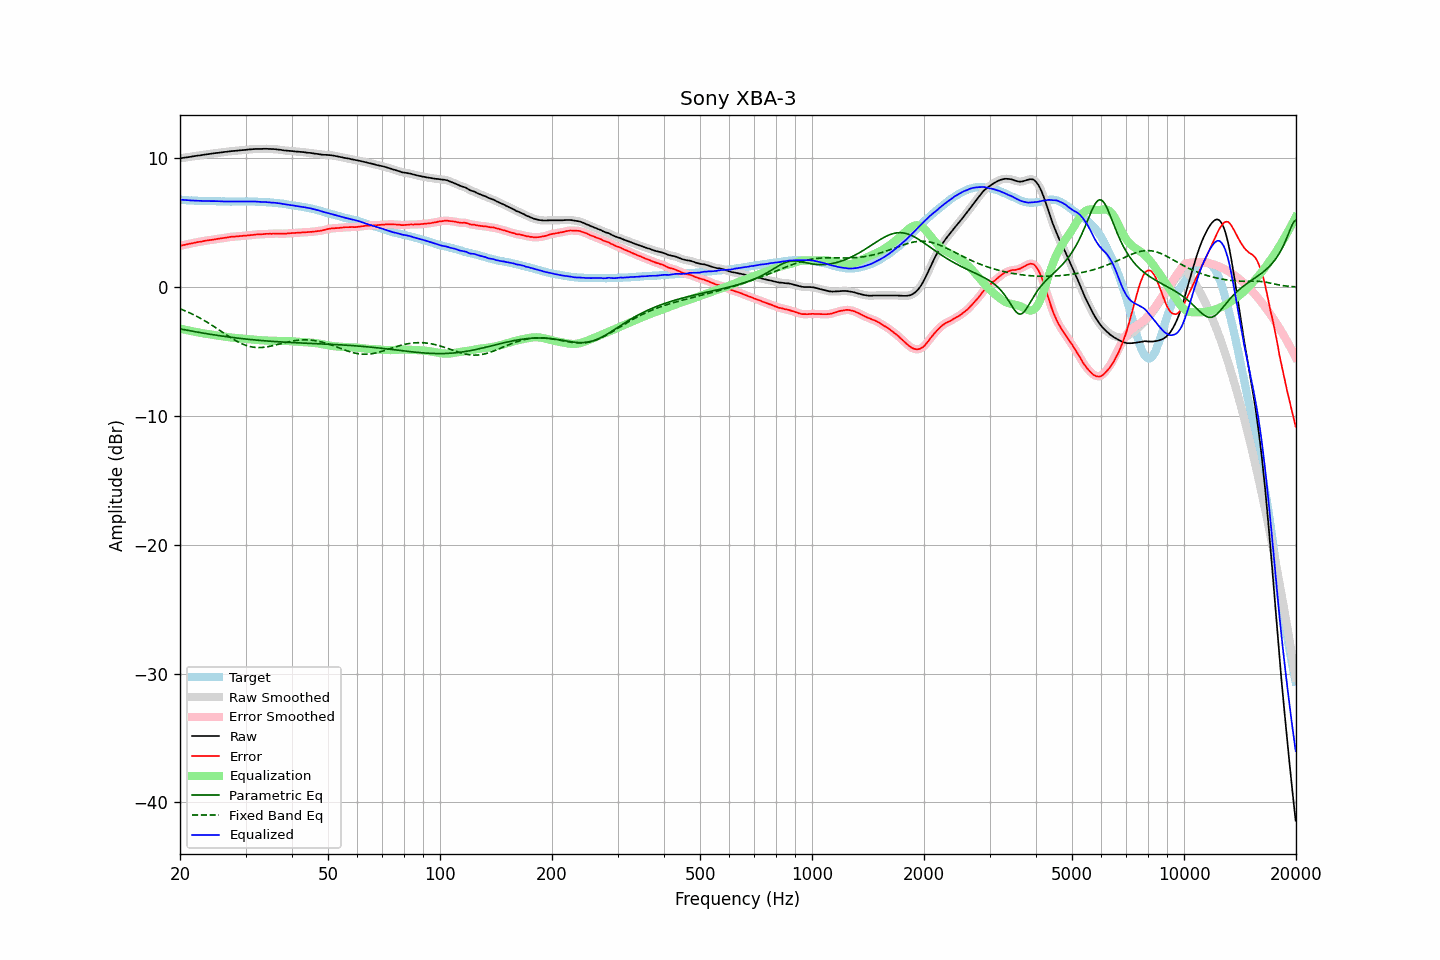 Sony XBA-3
Amplitude (dBr)
10
0
−10
−20
−30
−40
Target
Raw Smoothed
Error Smoothed
Raw
Error
Equalization
Parametric Eq
Fixed Band Eq
Equalized
20 50 100 200 500 1000 2000 5000 10000 20000
Frequency (Hz)